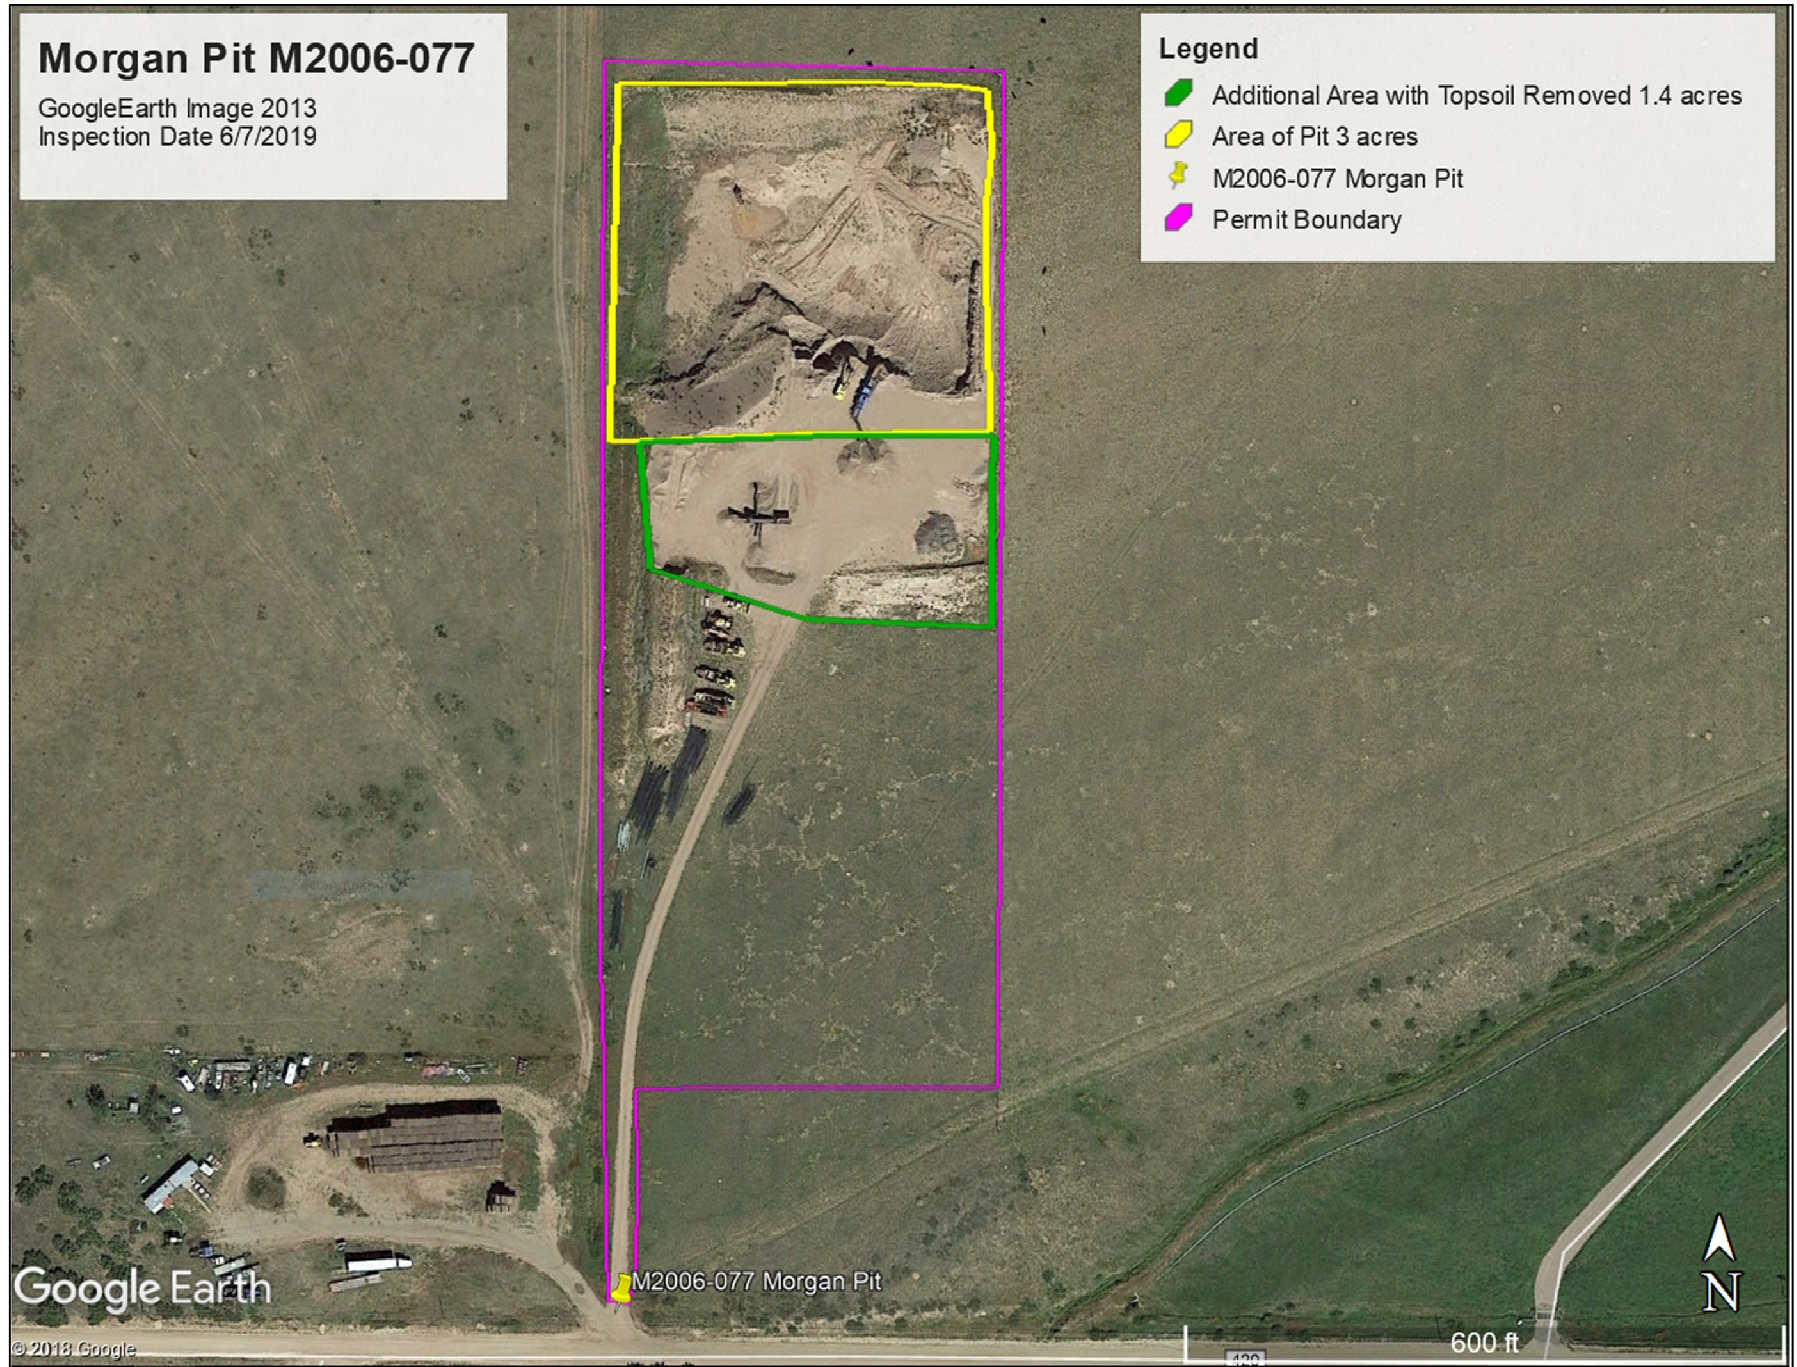 Morgan Pit M2006-077
GoogleEarth Image 2013
Inspection Date 6/7/2019
Legend
Additional Area with Topsoil Removed 1.4 acres
Area of Pit 3 acres
M2006-077 Morgan Pit
Permit Boundary
M2006-077 Morgan Pit
Google Earth
N
© 2018 Google
600 ft
420